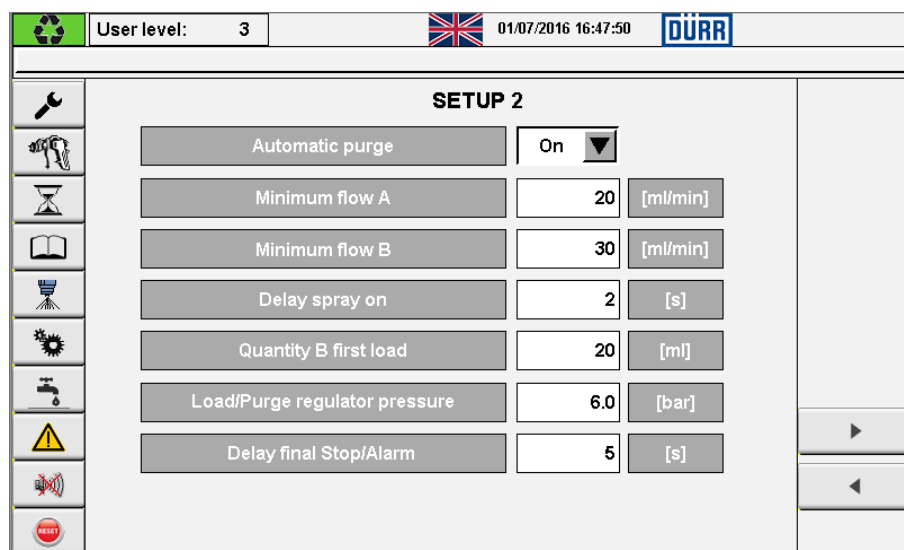 User level: 3 01/07/2016 16:47:50 DÜRR
SETUP 2
Automatic purge On
Minimum flow A 20 [ml/min]
Minimum flow B 30 [ml/min]
Delay spray on 2 [s]
Quantity B first load 20 [ml]
Load/Purge regulator pressure 6.0 [bar]
Delay final Stop/Alarm 5 [s]
RESET